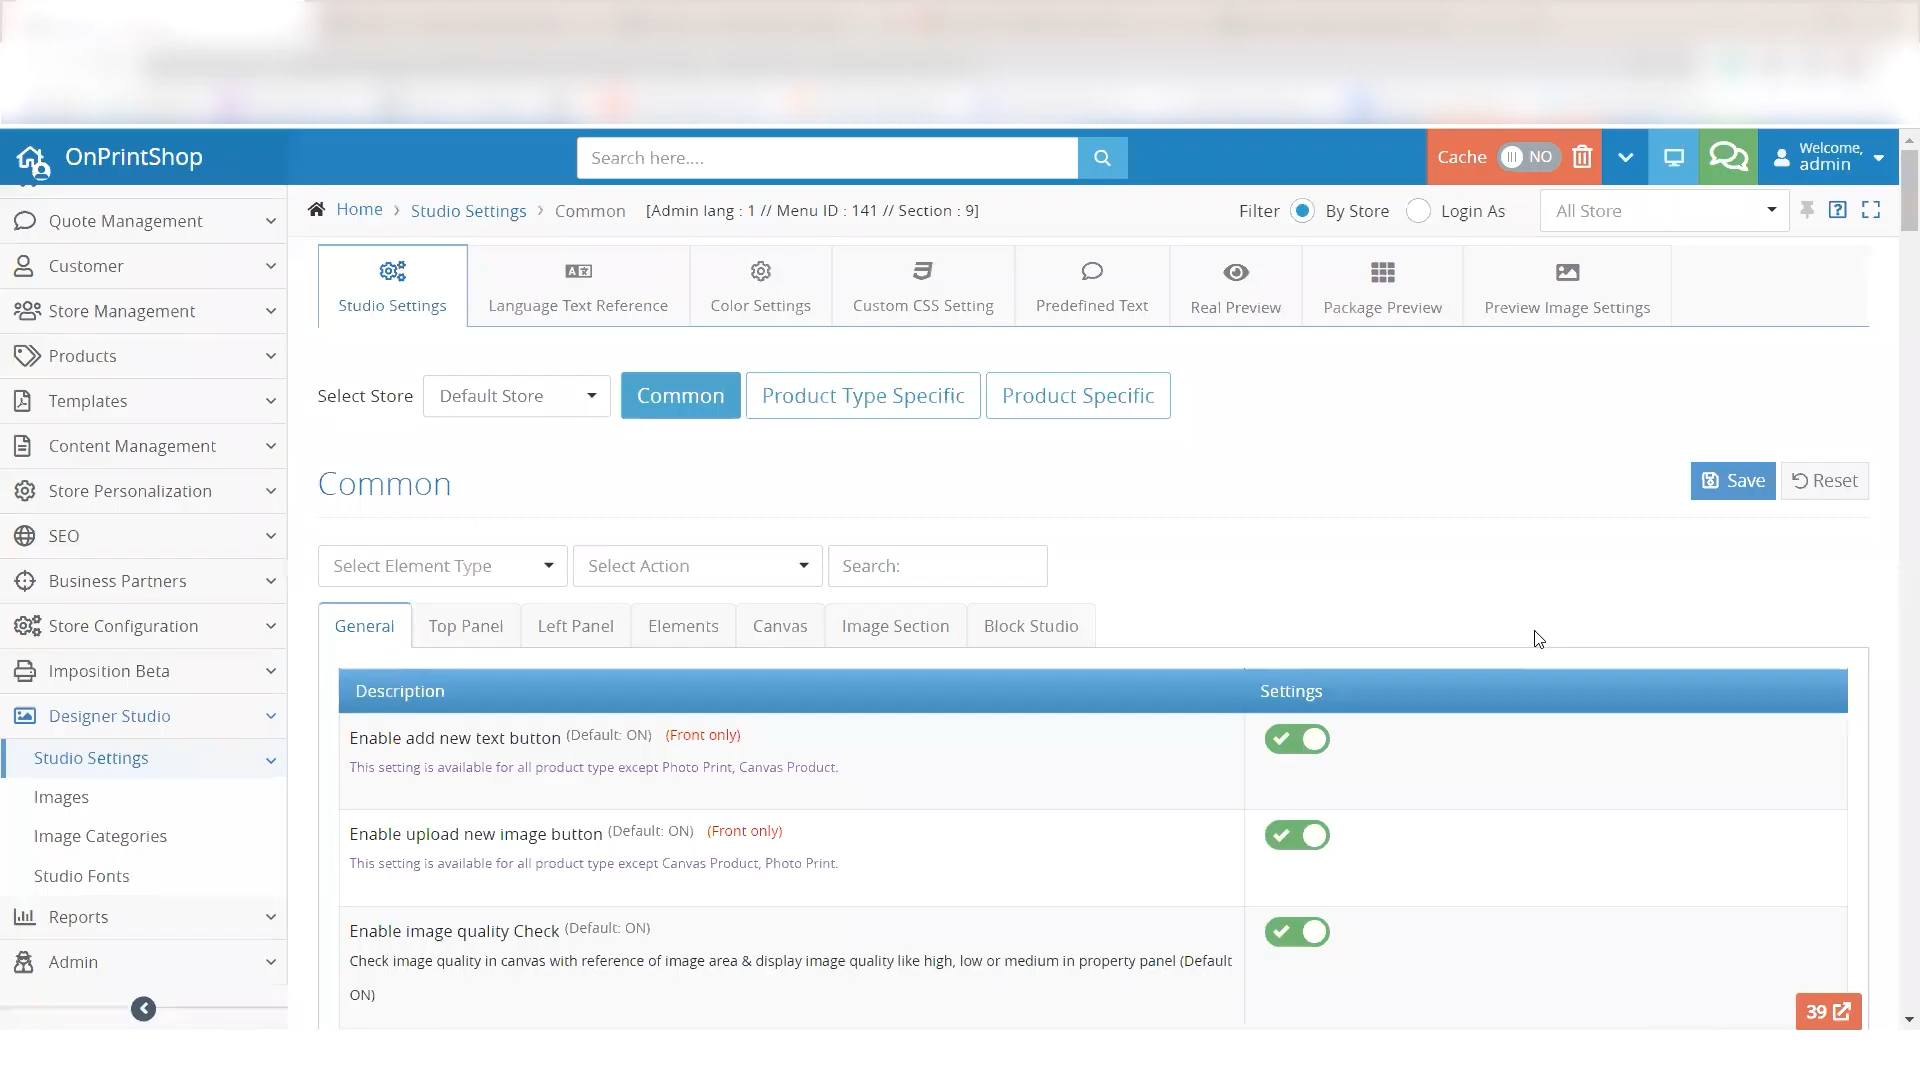 OnPrintShop
Search here....
Cache NO
Welcome,
admin
Quote Management
Customer
Store Management
Products
Templates
Content Management
Store Personalization
SEO
Business Partners
Store Configuration
Imposition Beta
Designer Studio
Studio Settings
Images
Image Categories
Studio Fonts
Reports
Admin
Home > Studio Settings > Common [Admin lang : 1 // Menu ID : 141 // Section : 9]
Filter By Store Login As All Store
Studio Settings Language Text Reference Color Settings Custom CSS Setting Predefined Text Real Preview Package Preview Preview Image Settings
Select Store Default Store Common Product Type Specific Product Specific
Common
Save Reset
Select Element Type Select Action Search:
General Top Panel Left Panel Elements Canvas Image Section Block Studio
Description Settings
Enable add new text button (Default: ON) (Front only)
This setting is available for all product type except Photo Print, Canvas Product.
Enable upload new image button (Default: ON) (Front only)
This setting is available for all product type except Canvas Product, Photo Print.
Enable image quality Check (Default: ON)
Check image quality in canvas with reference of image area & display image quality like high, low or medium in property panel (Default
ON)
39